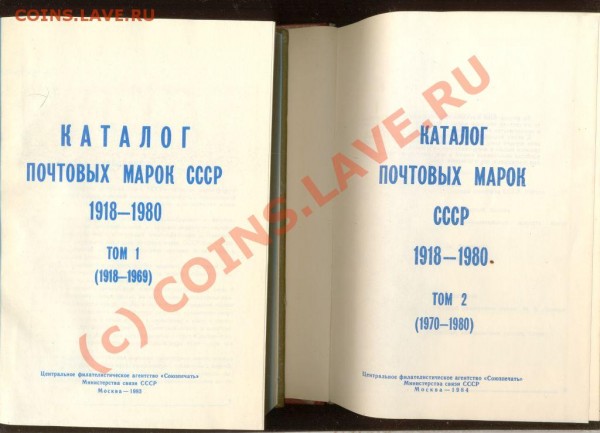 COINS.LAVE.RU
КАТАЛОГ
ПОЧТОВЫХ МАРОК СССР
1918—1980
ТОМ 1
(1918—1969)
Центральное филателистическое агентство «Союзпечать»
Министерства связи СССР
Москва — 1983
КАТАЛОГ
ПОЧТОВЫХ МАРОК
СССР
1918—1980
ТОМ 2
(1970—1980)
Центральное филателистическое агентство «Союзпечать»
Министерства связи СССР
Москва — 1984
(c) COINS.LAVE.RU